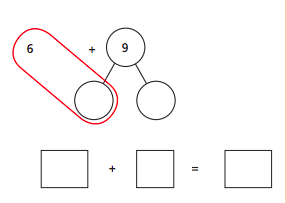 6 + 9
+ =